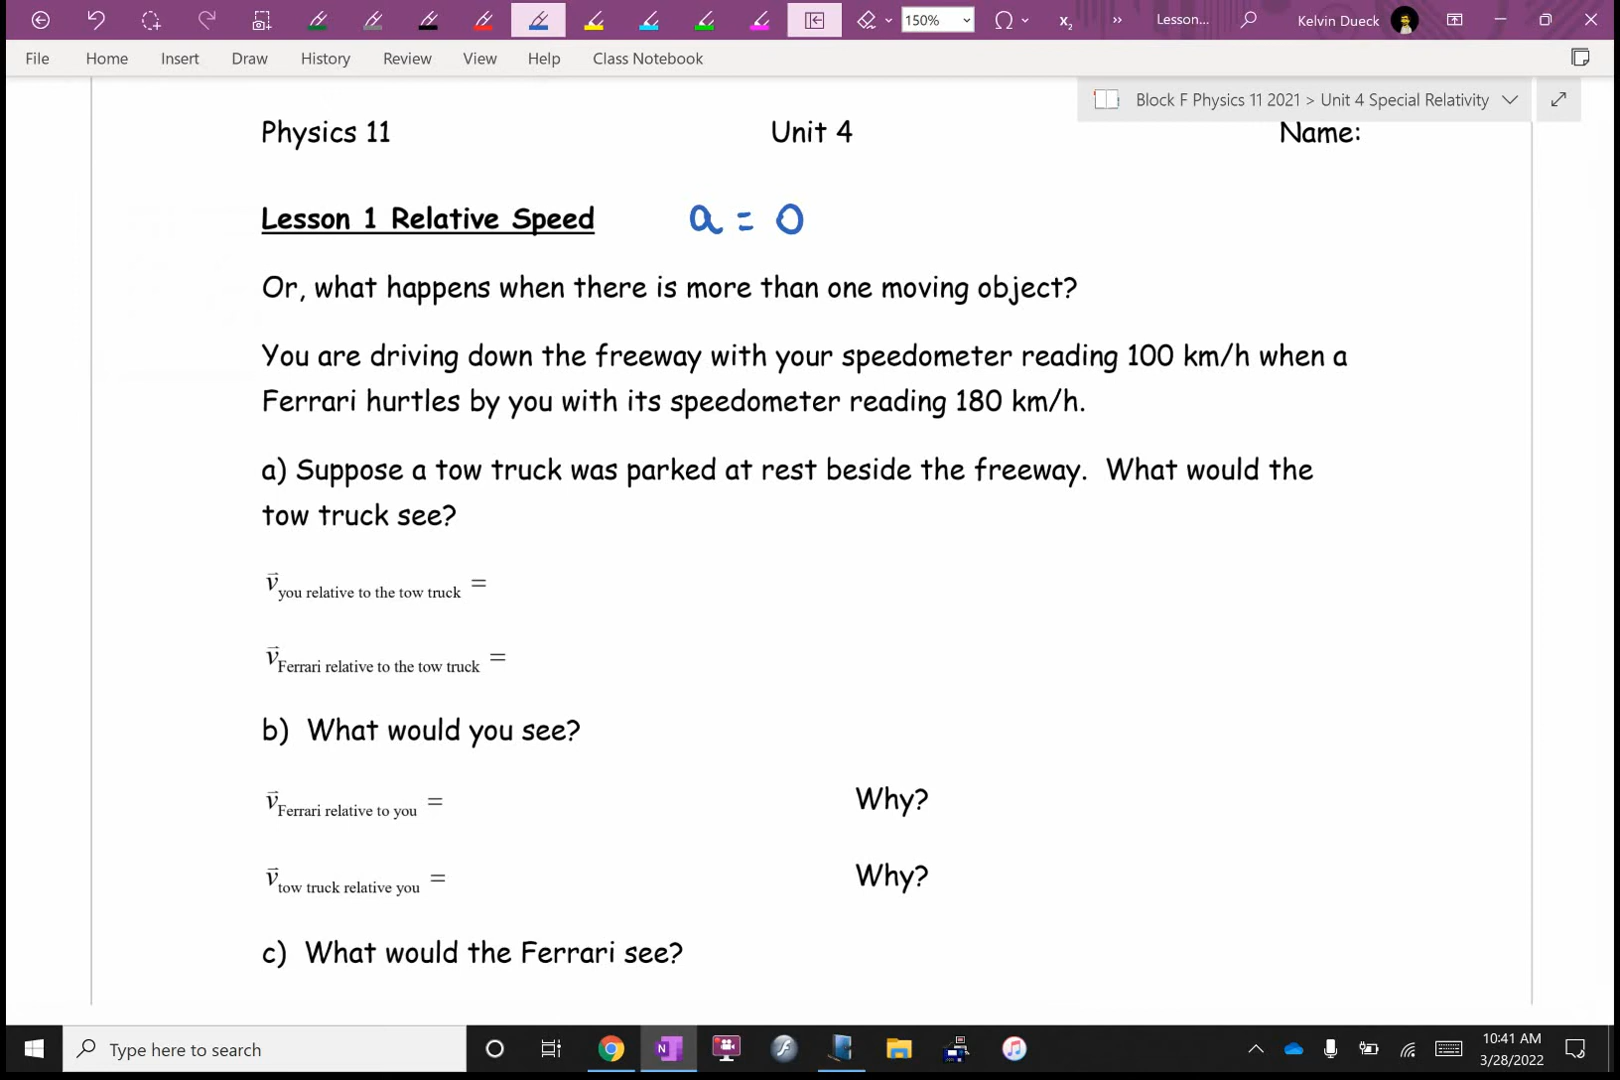 150%
Ω
x₂
››
Lesson...
Kelvin Dueck
File Home Insert Draw History Review View Help Class Notebook
Block F Physics 11 2021 > Unit 4 Special Relativity
Physics 11 Unit 4 Name:
Lesson 1 Relative Speed a = 0
Or, what happens when there is more than one moving object?
You are driving down the freeway with your speedometer reading 100 km/h when a
Ferrari hurtles by you with its speedometer reading 180 km/h.
a) Suppose a tow truck was parked at rest beside the freeway. What would the
tow truck see?
v⃗ you relative to the tow truck =
v⃗ Ferrari relative to the tow truck =
b) What would you see?
v⃗ Ferrari relative to you = Why?
v⃗ tow truck relative you = Why?
c) What would the Ferrari see?
Type here to search
N
10:41 AM
3/28/2022